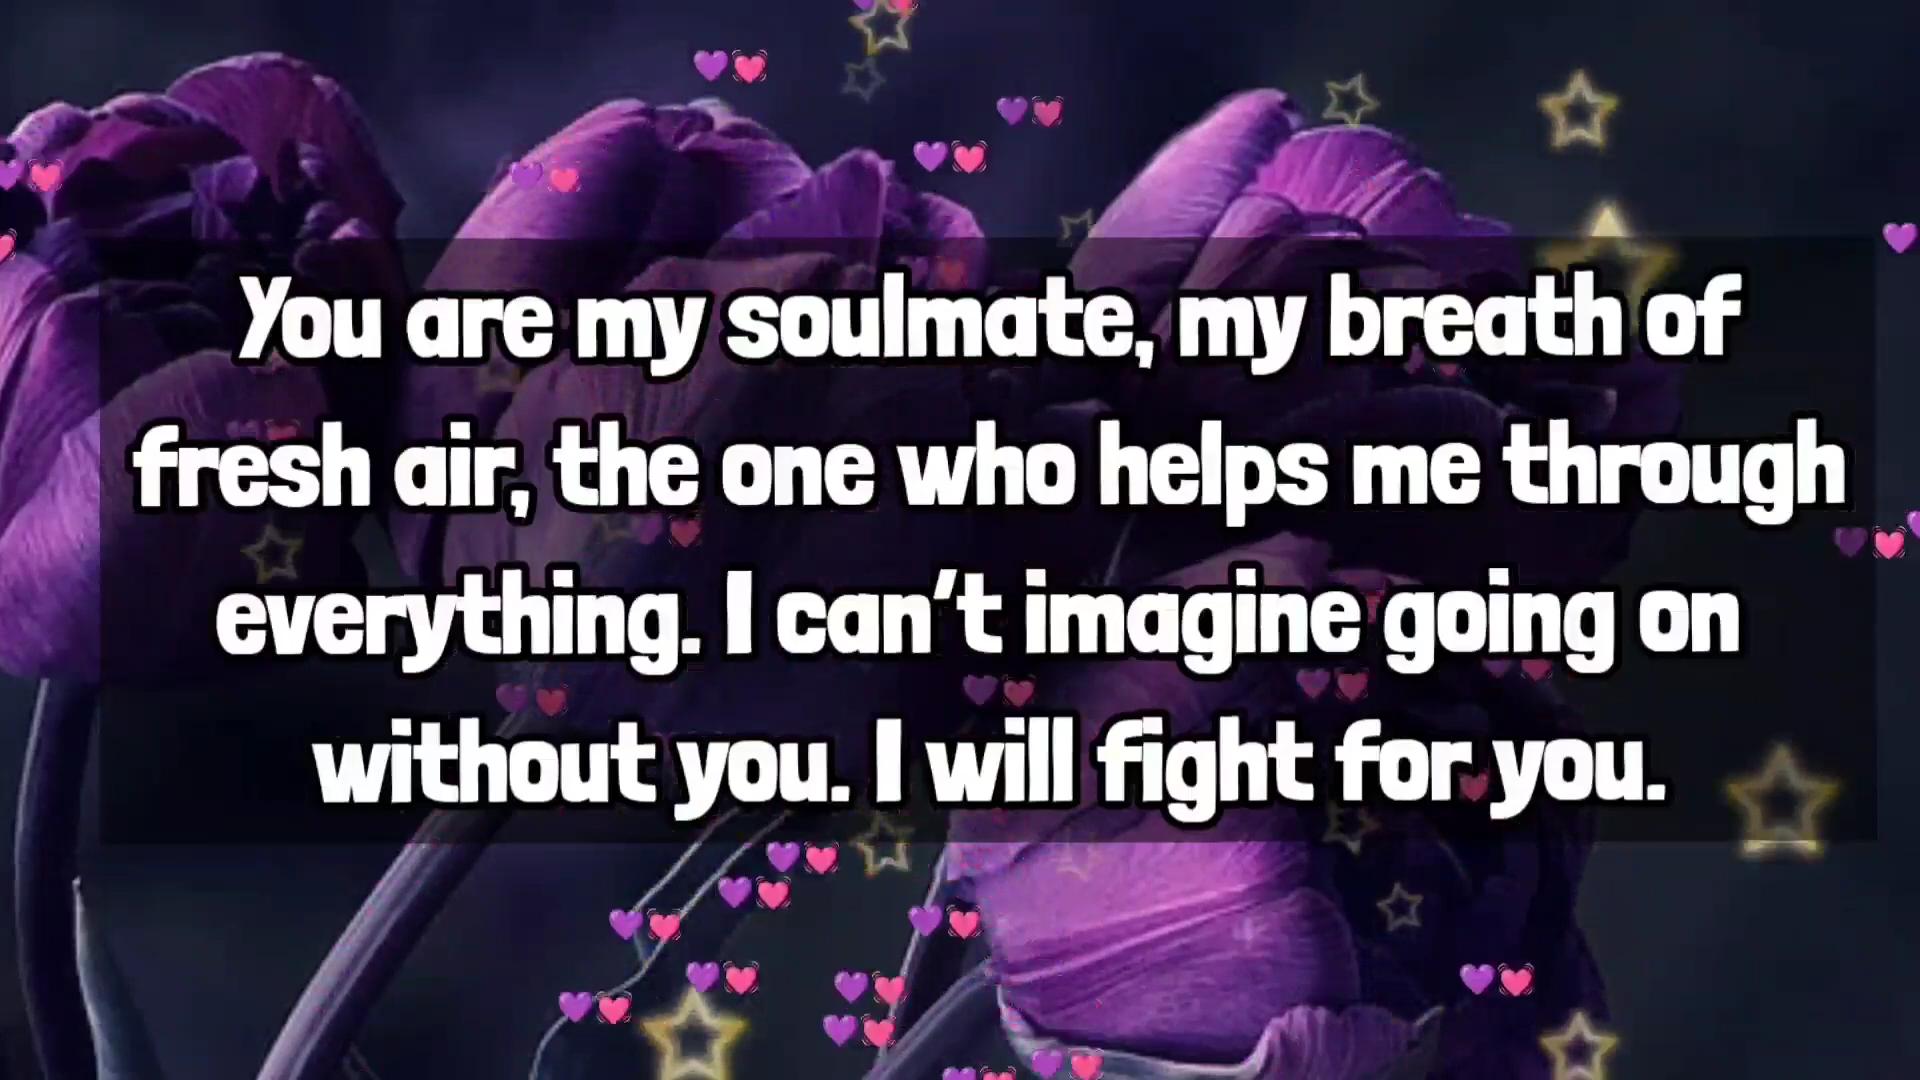 You are my soulmate, my breath of
fresh air, the one who helps me through
everything. I can't imagine going on
without you. I will fight for you.